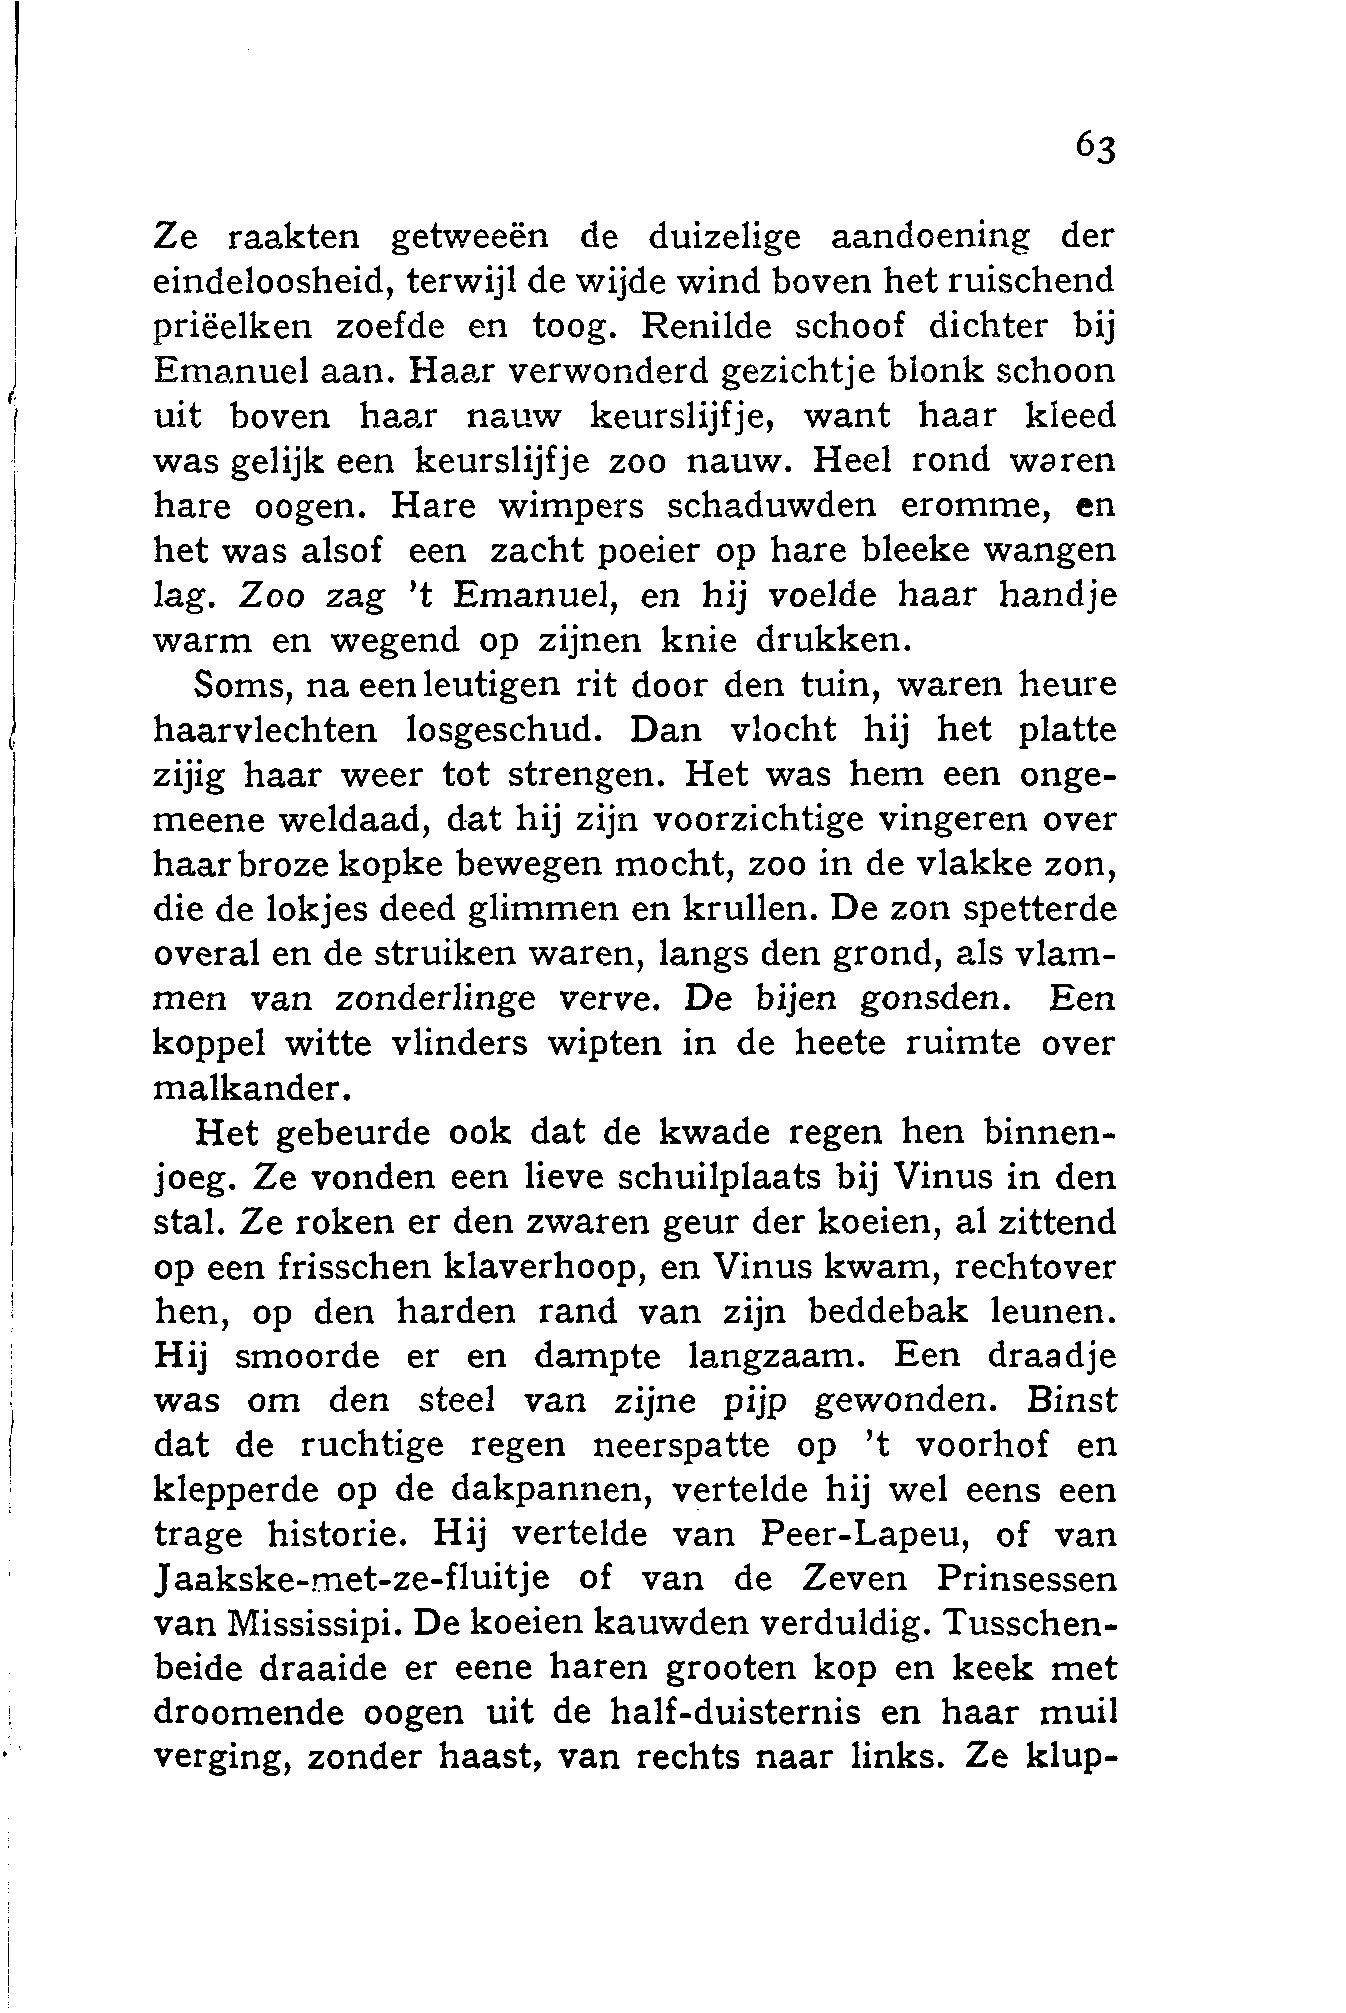 63
Ze raakten getweeën de duizelige aandoening der
eindeloosheid, terwijl de wijde wind boven het ruischend
priëelken zoefde en toog. Renilde schoof dichter bij
Emanuel aan. Haar verwonderd gezichtje blonk schoon
uit boven haar nauw keurslijfje, want haar kleed
was gelijk een keurslijfje zoo nauw. Heel rond waren
hare oogen. Hare wimpers schaduwden eromme, en
het was alsof een zacht poeier op hare bleeke wangen
lag. Zoo zag 't Emanuel, en hij voelde haar handje
warm en wegend op zijnen knie drukken.
Soms, na een leutigen rit door den tuin, waren heure
haarvlechten losgeschud. Dan vlocht hij het platte
zijig haar weer tot strengen. Het was hem een onge-
meene weldaad, dat hij zijn voorzichtige vingeren over
haar broze kopke bewegen mocht, zoo in de vlakke zon,
die de lokjes deed glimmen en krullen. De zon spetterde
overal en de struiken waren, langs den grond, als vlam-
men van zonderlinge verve. De bijen gonsden. Een
koppel witte vlinders wipten in de heete ruimte over
malkander.
Het gebeurde ook dat de kwade regen hen binnen-
joeg. Ze vonden een lieve schuilplaats bij Vinus in den
stal. Ze roken er den zwaren geur der koeien, al zittend
op een frisschen klaverhoop, en Vinus kwam, rechtover
hen, op den harden rand van zijn beddebak leunen.
Hij smoorde er en dampte langzaam. Een draadje
was om den steel van zijne pijp gewonden. Binst
dat de ruchtige regen neerspatte op 't voorhof en
klepperde op de dakpannen, vertelde hij wel eens een
trage historie. Hij vertelde van Peer-Lapeu, of van
Jaakske-met-ze-fluitje of van de Zeven Prinsessen
van Mississipi. De koeien kauwden verduldig. Tusschen-
beide draaide er eene haren grooten kop en keek met
droomende oogen uit de half-duisternis en haar muil
verging, zonder haast, van rechts naar links. Ze klup-